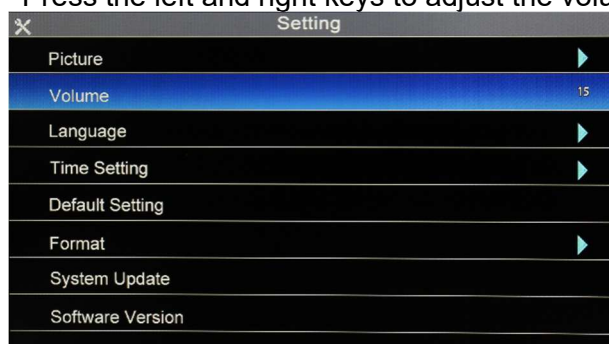 Press the left and right keys to adjust the volu
Setting
Picture
Volume 15
Language
Time Setting
Default Setting
Format
System Update
Software Version